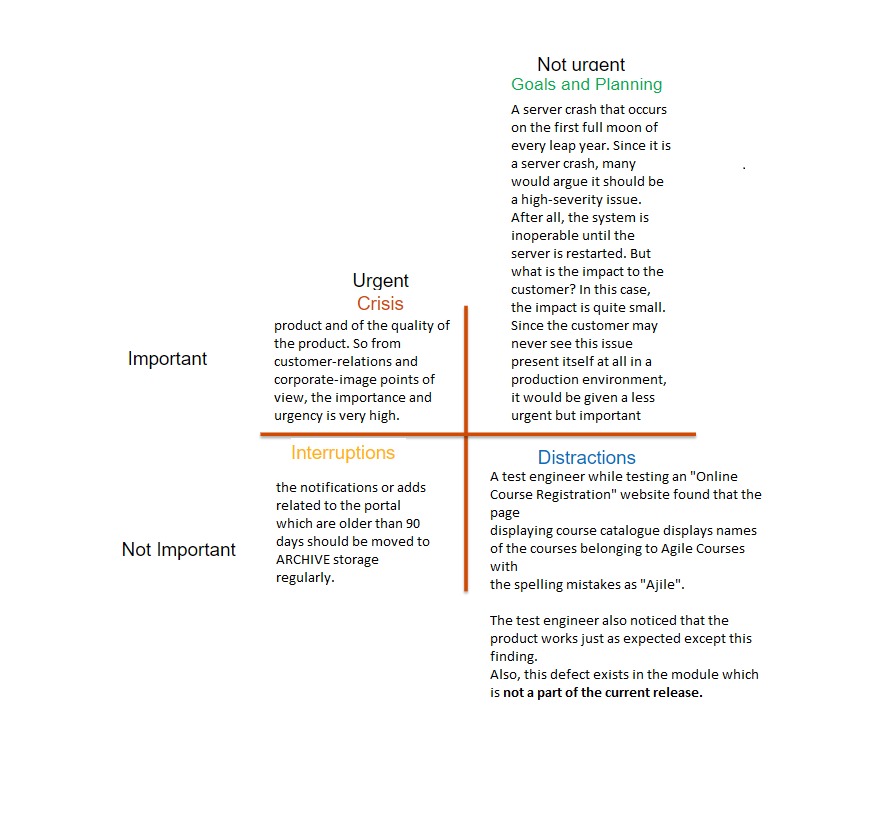 Not urgent
Goals and Planning
A server crash that occurs
on the first full moon of
every leap year. Since it is
a server crash, many
would argue it should be
a high-severity issue.
After all, the system is
inoperable until the
server is restarted. But
what is the impact to the
customer? In this case,
the impact is quite small.
Since the customer may
never see this issue
present itself at all in a
production environment,
it would be given a less
urgent but important
Urgent
Crisis
product and of the quality of
the product. So from
customer-relations and
corporate-image points of
view, the importance and
urgency is very high.
Important
Interruptions
the notifications or adds
related to the portal
which are older than 90
days should be moved to
ARCHIVE storage
regularly.
Not Important
Distractions
A test engineer while testing an "Online
Course Registration" website found that the
page
displaying course catalogue displays names
of the courses belonging to Agile Courses
with
the spelling mistakes as "Ajile".
The test engineer also noticed that the
product works just as expected except this
finding.
Also, this defect exists in the module which
is not a part of the current release.